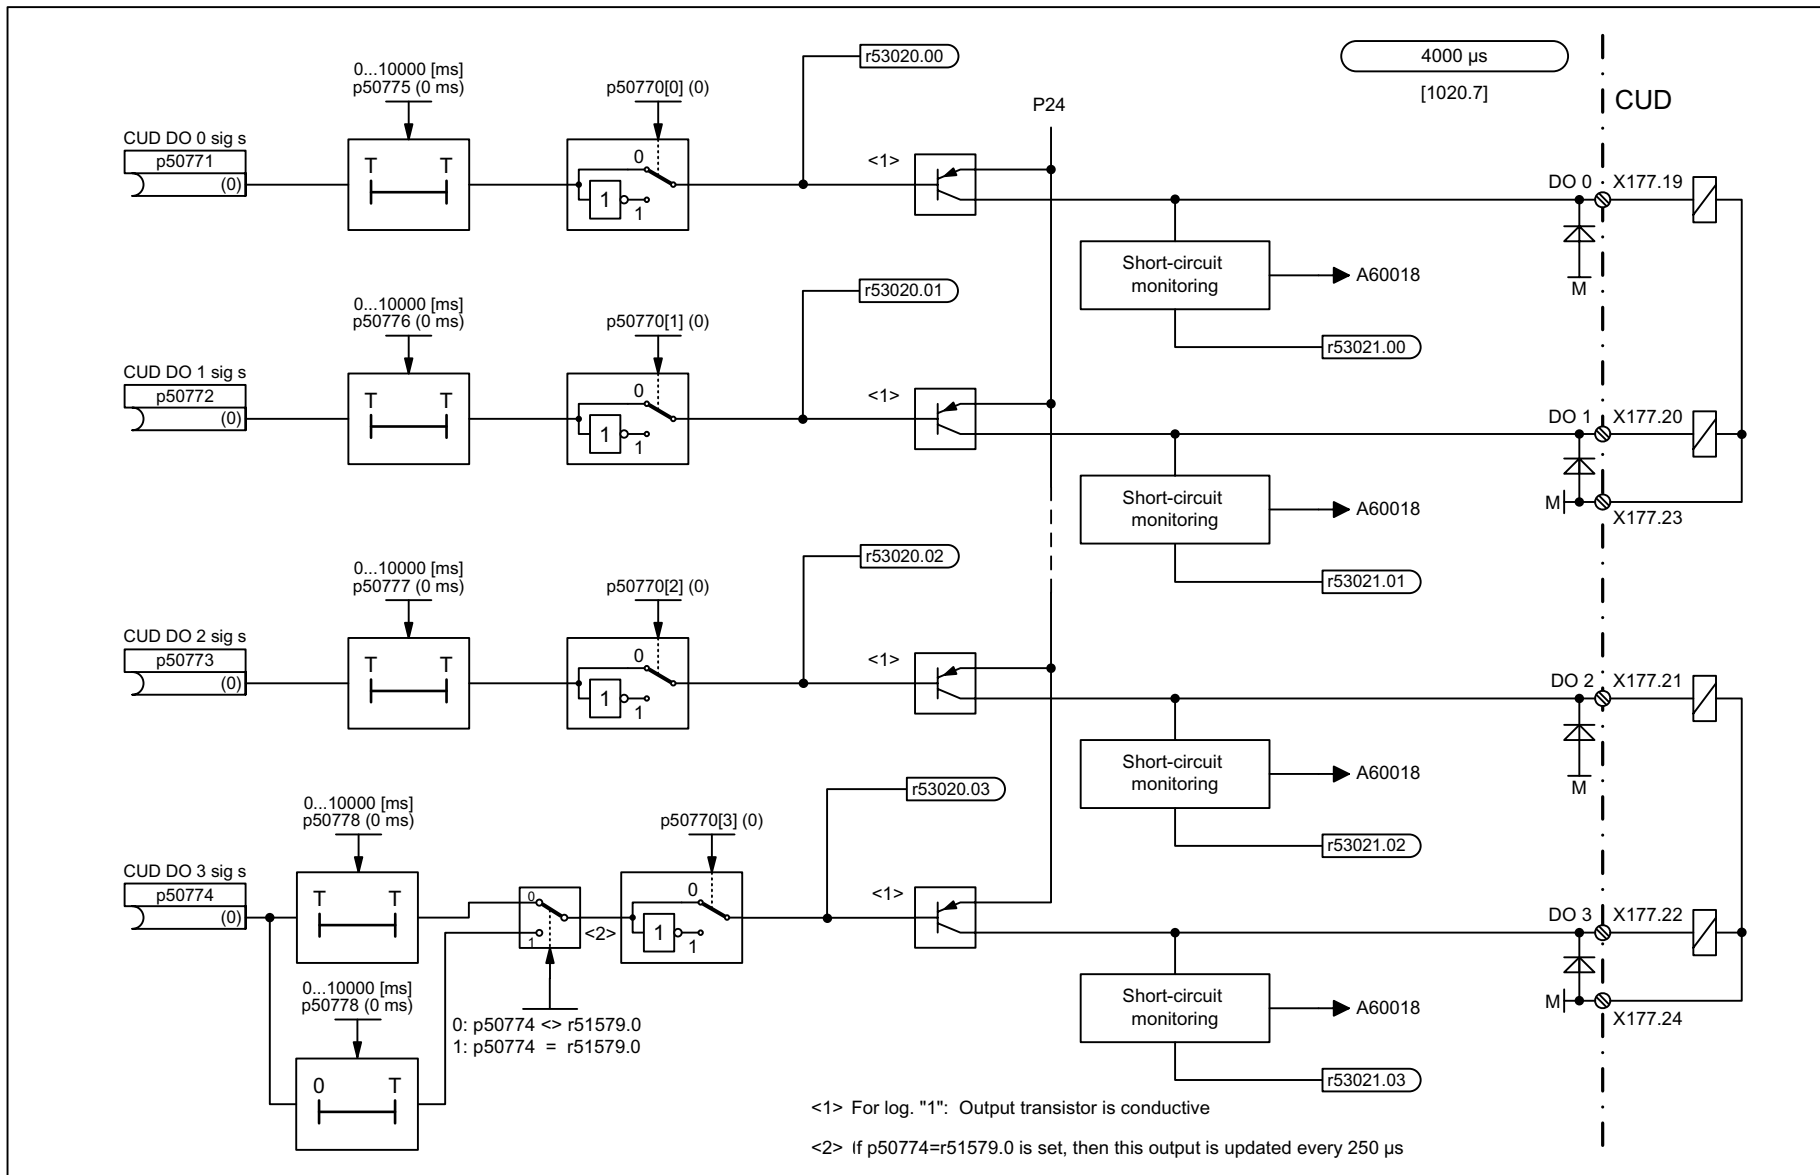 4000 µs
[1020.7]
CUD
P24
r53020.00
0...10000 [ms]
p50775 (0 ms)
p50770[0] (0)
CUD DO 0 sig s
p50771
(0)
T T
0
1
1
<1>
DO 0
X177.19
Short-circuit
monitoring
A60018
M
r53021.00
r53020.01
0...10000 [ms]
p50776 (0 ms)
p50770[1] (0)
CUD DO 1 sig s
p50772
(0)
T T
0
1
1
<1>
DO 1
X177.20
Short-circuit
monitoring
A60018
M
X177.23
r53021.01
r53020.02
0...10000 [ms]
p50777 (0 ms)
p50770[2] (0)
CUD DO 2 sig s
p50773
(0)
T T
0
1
1
<1>
DO 2
X177.21
Short-circuit
monitoring
A60018
M
r53021.02
r53020.03
0...10000 [ms]
p50778 (0 ms)
p50770[3] (0)
CUD DO 3 sig s
p50774
(0)
T T
0
1
<2>
0
1
1
<1>
DO 3
X177.22
Short-circuit
monitoring
A60018
M
X177.24
r53021.03
0...10000 [ms]
p50778 (0 ms)
0 T
0: p50774 <> r51579.0
1: p50774 = r51579.0
<1> For log. "1": Output transistor is conductive
<2> If p50774=r51579.0 is set, then this output is updated every 250 µs